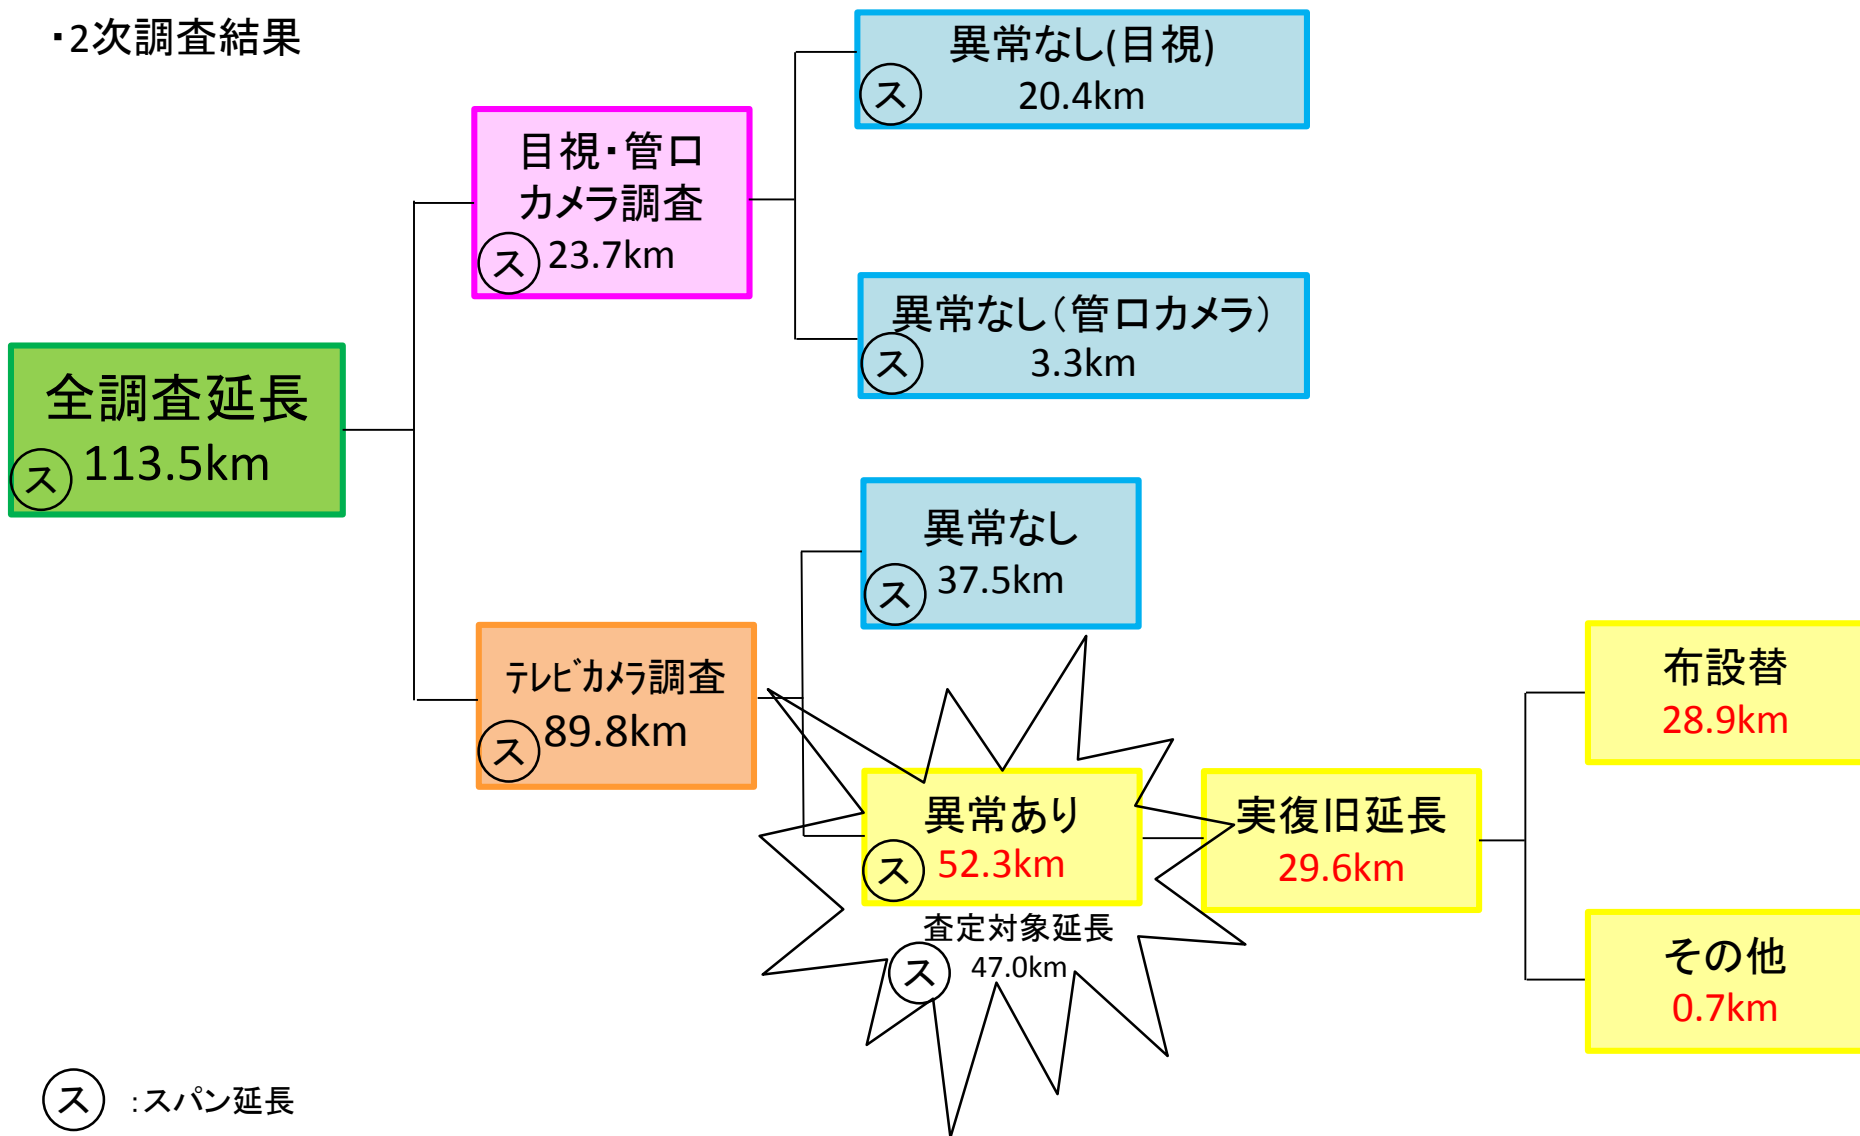 ・2次調査結果
異常なし(目視)
ス
20.4km
目視・管口
カメラ調査
ス
23.7km
異常なし（管口カメラ）
ス
3.3km
全調査延長
ス
113.5km
異常なし
ス
37.5km
ﾃﾚﾋﾞｶﾒﾗ調査
ス
89.8km
異常あり
ス
52.3km
査定対象延長
ス
47.0km
実復旧延長
29.6km
布設替
28.9km
その他
0.7km
ス :スパン延長